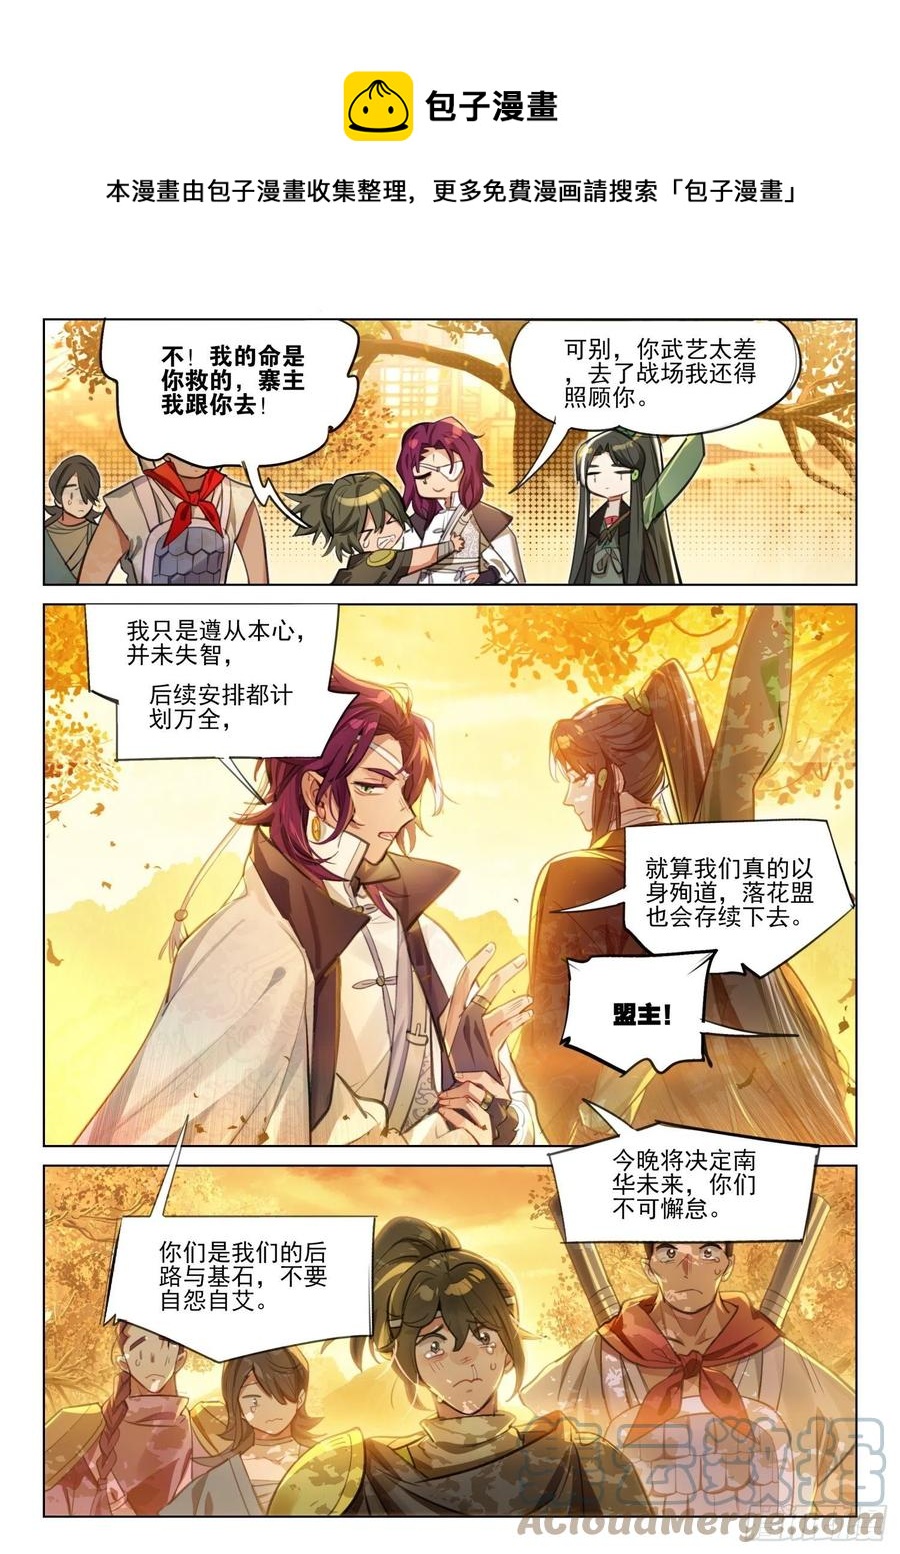 包子漫畫
本漫畫由包子漫畫收集整理，更多免費漫画請搜索「包子漫畫」
不！我的命是
你救的，寨主
我跟你去！
可别，你武艺太差
，去了战场我还得
照顾你。
我只是遵从本心，
并未失智，
后续安排都计
划万全，
就算我们真的以
身殉道，落花盟
也会存续下去。
盟主！
今晚将决定南
华未来，你们
不可懈怠。
你们是我们的后
路与基石，不要
自怨自艾。
AcloudMerge.com